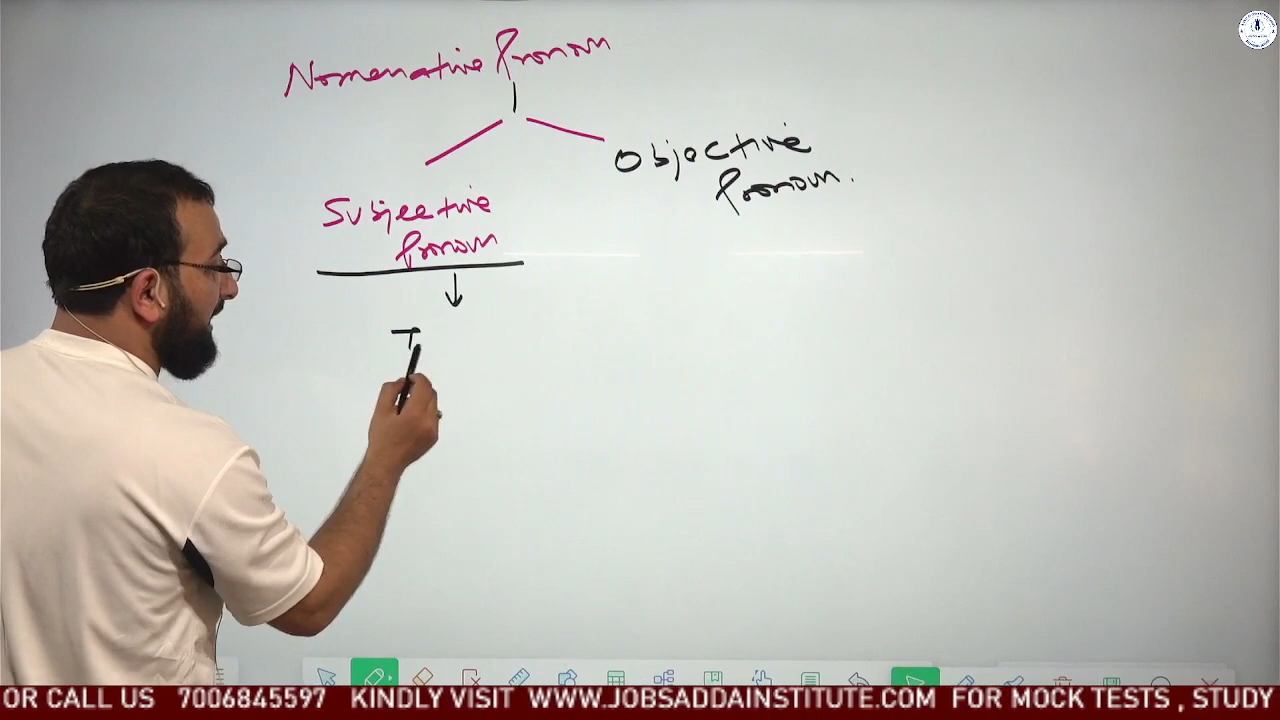 Nomenative Pronoun
Objective
Pronoun.
Subjective
Pronoun
OR CALL US 7006845597 KINDLY VISIT WWW.JOBSADDAINSTITUTE.COM FOR MOCK TESTS , STUDY